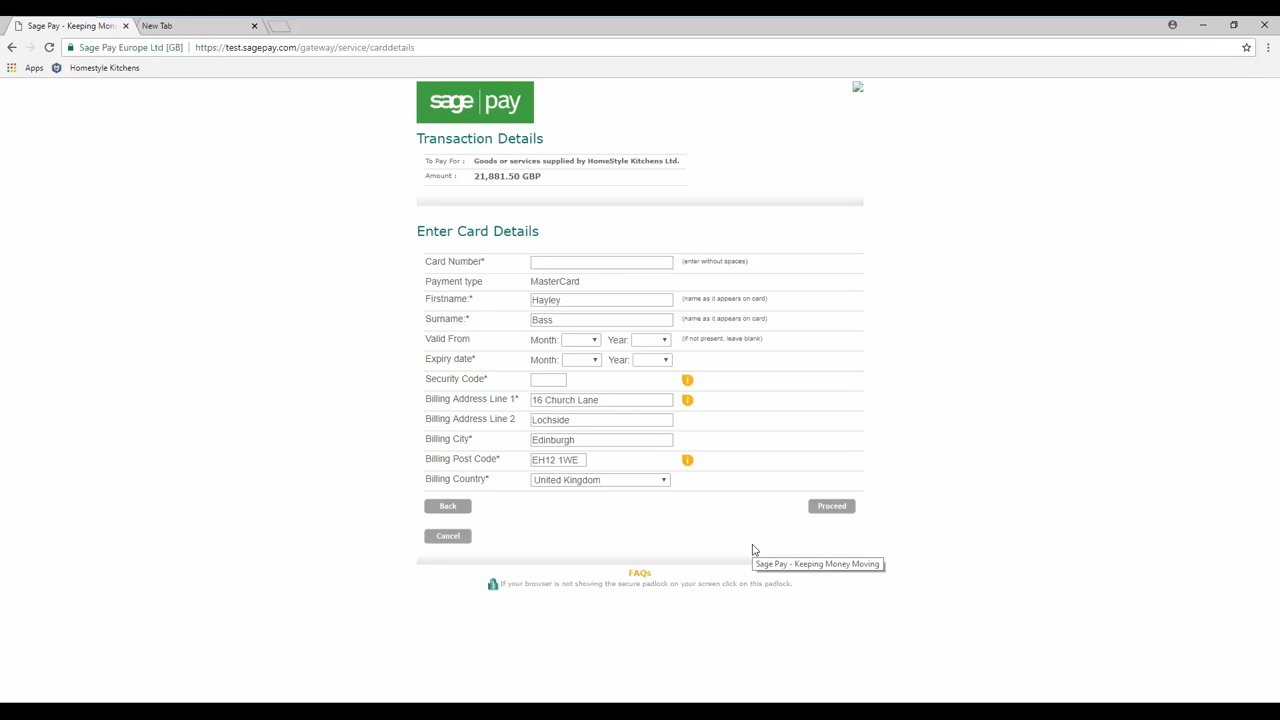 Sage Pay - Keeping Mon
New Tab
Sage Pay Europe Ltd [GB] https://test.sagepay.com/gateway/service/carddetails
Apps Homestyle Kitchens
sage pay
Transaction Details
To Pay For : Goods or services supplied by HomeStyle Kitchens Ltd.
Amount : 21,881.50 GBP
Enter Card Details
Card Number* (enter without spaces)
Payment type MasterCard
Firstname:* Hayley (name as it appears on card)
Surname:* Bass (name as it appears on card)
Valid From Month: Year: (if not present, leave blank)
Expiry date* Month: Year:
Security Code*
Billing Address Line 1* 16 Church Lane
Billing Address Line 2 Lochside
Billing City* Edinburgh
Billing Post Code* EH12 1WE
Billing Country* United Kingdom
Back Proceed
Cancel
Sage Pay - Keeping Money Moving
FAQs
If your browser is not showing the secure padlock on your screen click on this padlock.